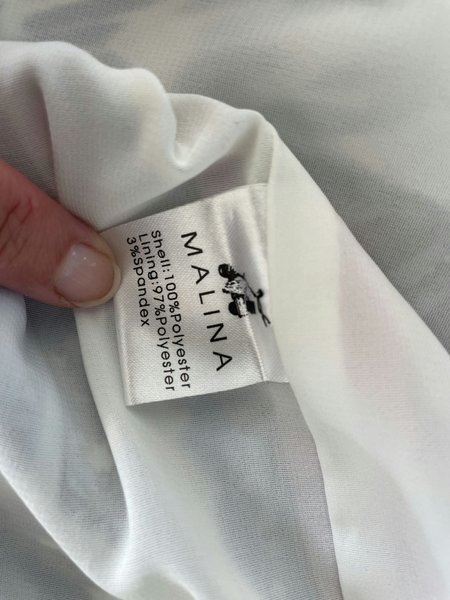 MALINA
Shell:100%Polyester
Lining:97%Polyester
3%Spandex